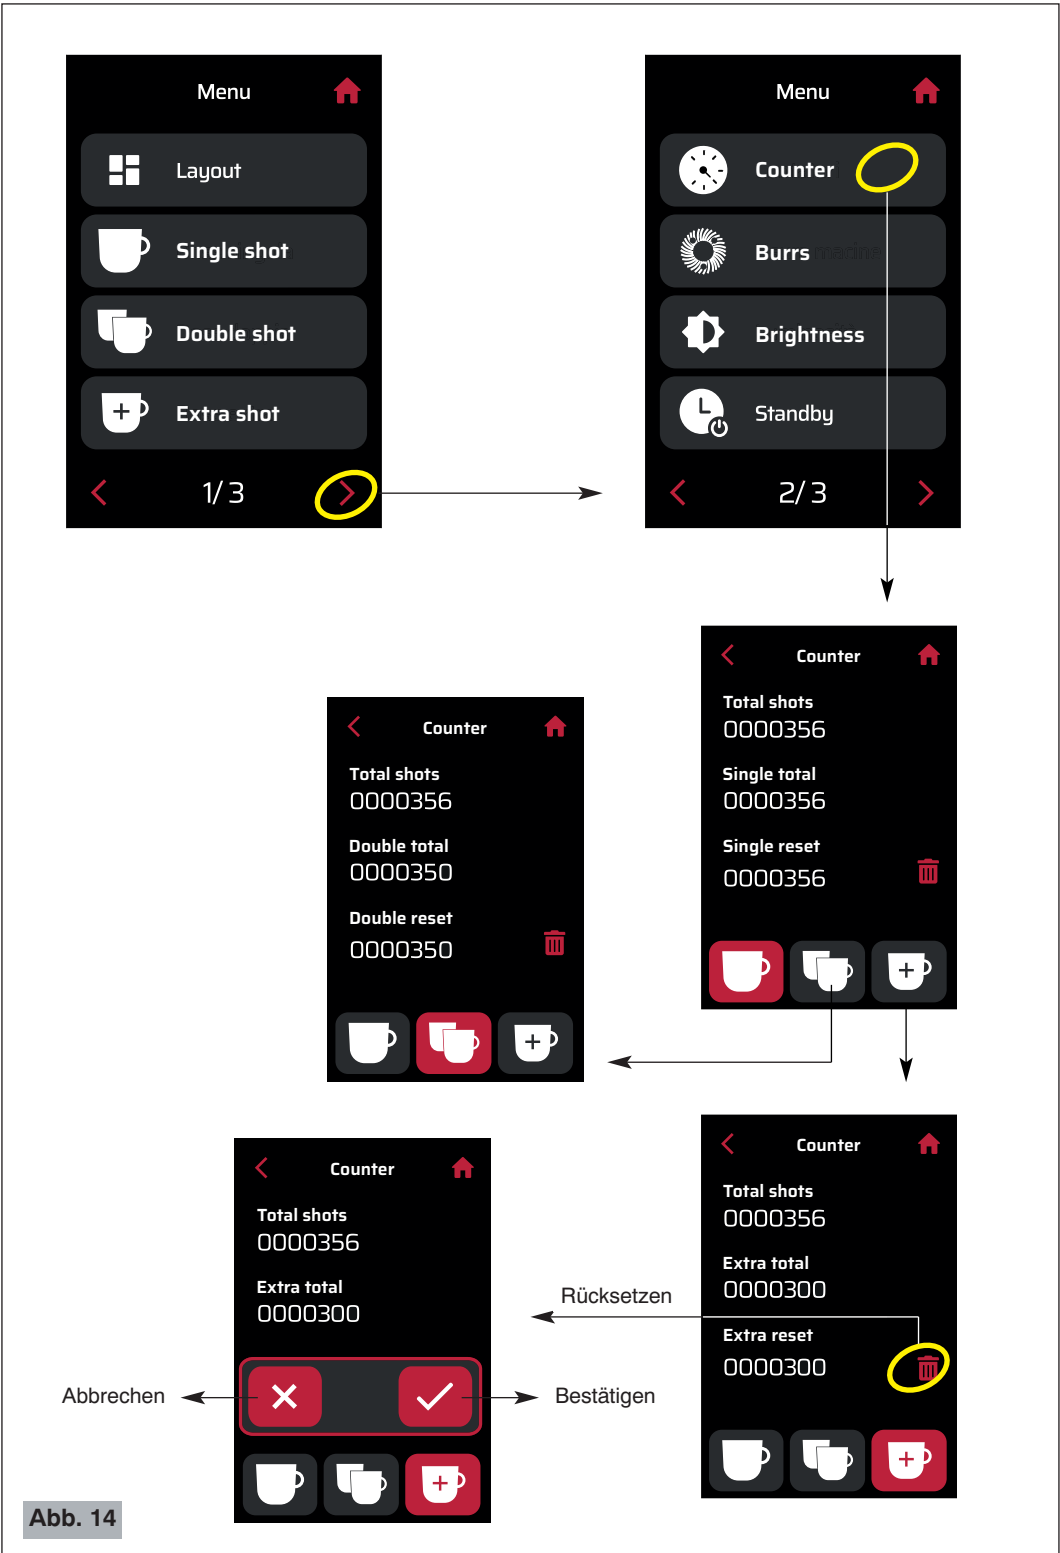 Menu
Layout
Single shot
Double shot
Extra shot
1/ 3
Menu
Counter
Burrs
Brightness
Standby
2/ 3
Counter
Total shots
0000356
Single total
0000356
Single reset
0000356
Counter
Total shots
0000356
Double total
0000350
Double reset
0000350
Counter
Total shots
0000356
Extra total
0000300
Extra reset
0000300
Rücksetzen
Counter
Total shots
0000356
Extra total
0000300
Abbrechen
Bestätigen
Abb. 14